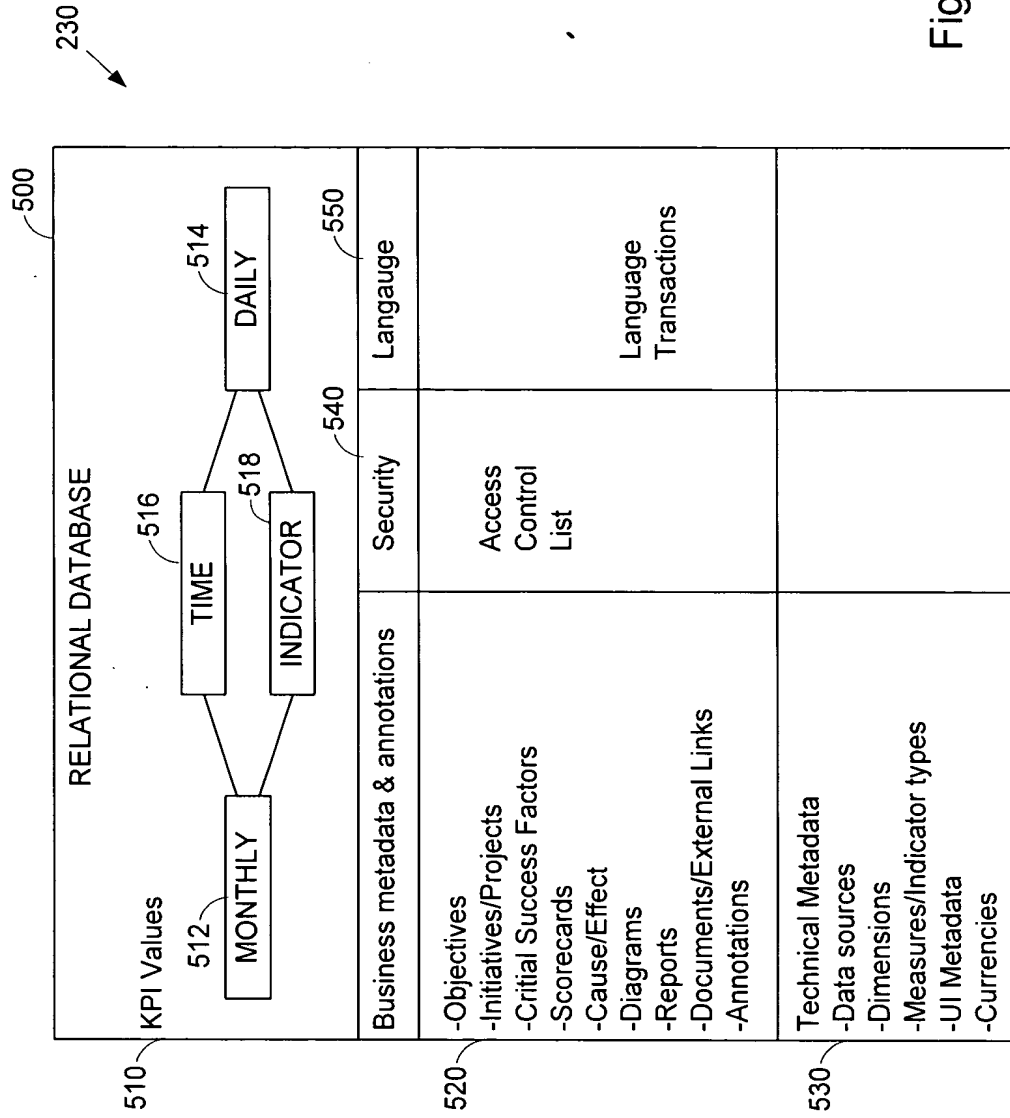 230
500
RELATIONAL DATABASE
510
KPI Values
512
MONTHLY
516
TIME
518
INDICATOR
514
DAILY
Business metadata & annotations
540
Security
550
Langauge
520
-Objectives
-Initiatives/Projects
-Critial Success Factors
-Scorecards
-Cause/Effect
-Diagrams
-Reports
-Documents/External Links
-Annotations
Access
Control
List
Language
Transactions
530
Technical Metadata
-Data sources
-Dimensions
-Measures/Indicator types
-UI Metadata
-Currencies
Fig